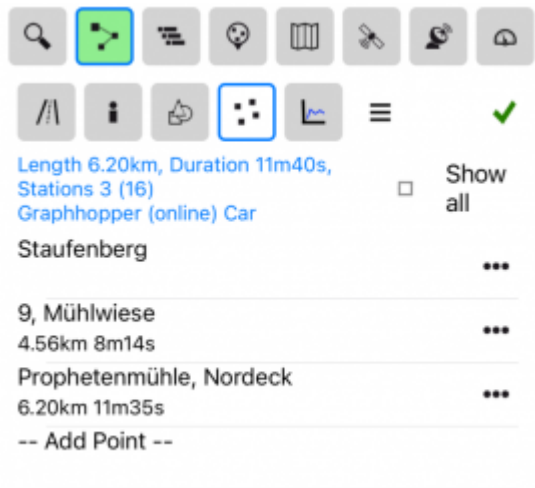 Length 6.20km, Duration 11m40s,
Stations 3 (16)
Graphhopper (online) Car
Show
all
Staufenberg
9, Mühlwiese
4.56km 8m14s
Prophetenmühle, Nordeck
6.20km 11m35s
-- Add Point --